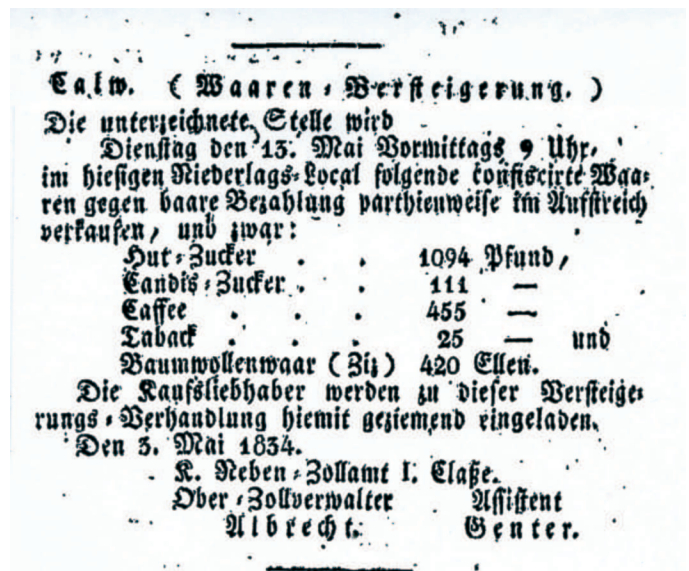 Calw. (Waaren-Versteigerung.)
Die unterzeichnete Stelle wird
Dienstag den 13. Mai Vormittags 9 Uhr,
im hiesigen Niederlags-Local folgende confiscirte Waa-
ren gegen baare Bezahlung parthienweise im Aufstreich
verkaufen, und zwar:
Hut-Zucker . . 1094 Pfund,
Candis-Zucker . . 111 —
Caffee . . . 455 —
Taback . . . 25 — und
Baumwollenwaar (Ziz) 420 Ellen.
Die Kaufsliebhaber werden zu dieser Versteige-
rungs-Verhandlung hiemit geziemend eingeladen.
Den 3. Mai 1834.
K. Neben-Zollamt I. Claße.
Ober-Zollverwalter Assistent
Albrecht. Genter.